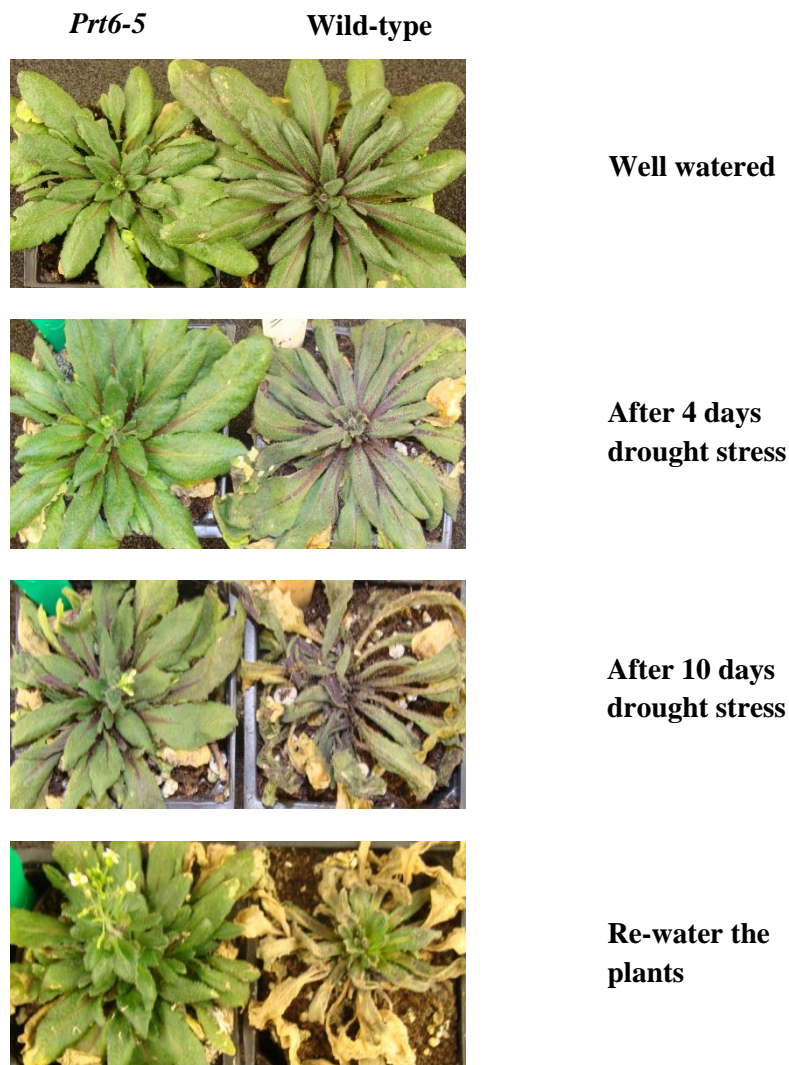 Prt6-5 Wild-type
Well watered
After 4 days
drought stress
After 10 days
drought stress
Re-water the
plants